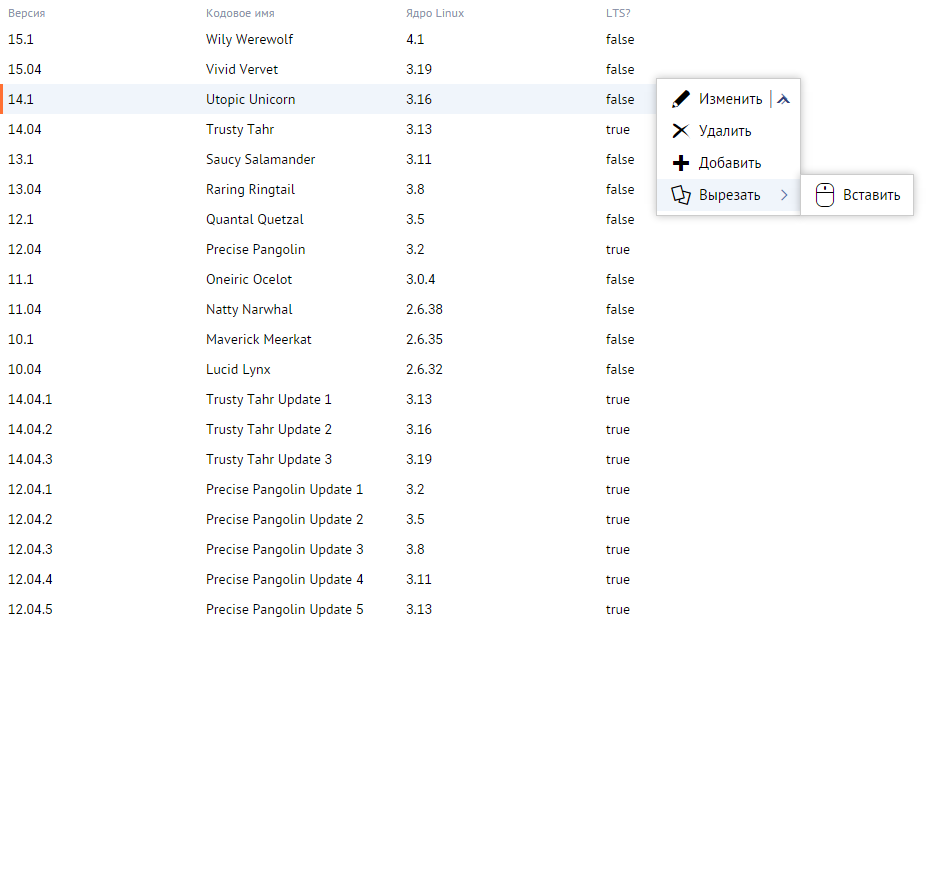 Версия Кодовое имя Ядро Linux LTS?
15.1 Wily Werewolf 4.1 false
15.04 Vivid Vervet 3.19 false
14.1 Utopic Unicorn 3.16 false Изменить
14.04 Trusty Tahr 3.13 true Удалить
13.1 Saucy Salamander 3.11 false Добавить
13.04 Raring Ringtail 3.8 false Вырезать Вставить
12.1 Quantal Quetzal 3.5 false
12.04 Precise Pangolin 3.2 true
11.1 Oneiric Ocelot 3.0.4 false
11.04 Natty Narwhal 2.6.38 false
10.1 Maverick Meerkat 2.6.35 false
10.04 Lucid Lynx 2.6.32 false
14.04.1 Trusty Tahr Update 1 3.13 true
14.04.2 Trusty Tahr Update 2 3.16 true
14.04.3 Trusty Tahr Update 3 3.19 true
12.04.1 Precise Pangolin Update 1 3.2 true
12.04.2 Precise Pangolin Update 2 3.5 true
12.04.3 Precise Pangolin Update 3 3.8 true
12.04.4 Precise Pangolin Update 4 3.11 true
12.04.5 Precise Pangolin Update 5 3.13 true